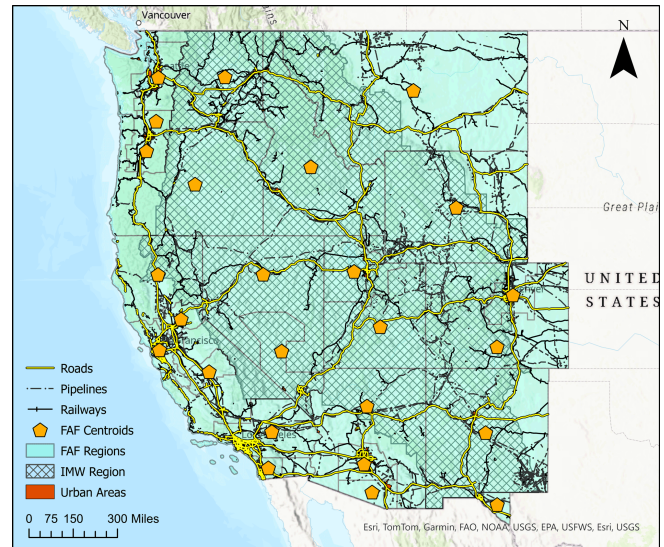 Vancouver
N
Great Plai
UNITED
STATES
Roads
Pipelines
Railways
FAF Centroids
FAF Regions
IMW Region
Urban Areas
0 75 150 300 Miles
Esri, TomTom, Garmin, FAO, NOAA, USGS, EPA, USFWS, Esri, USGS